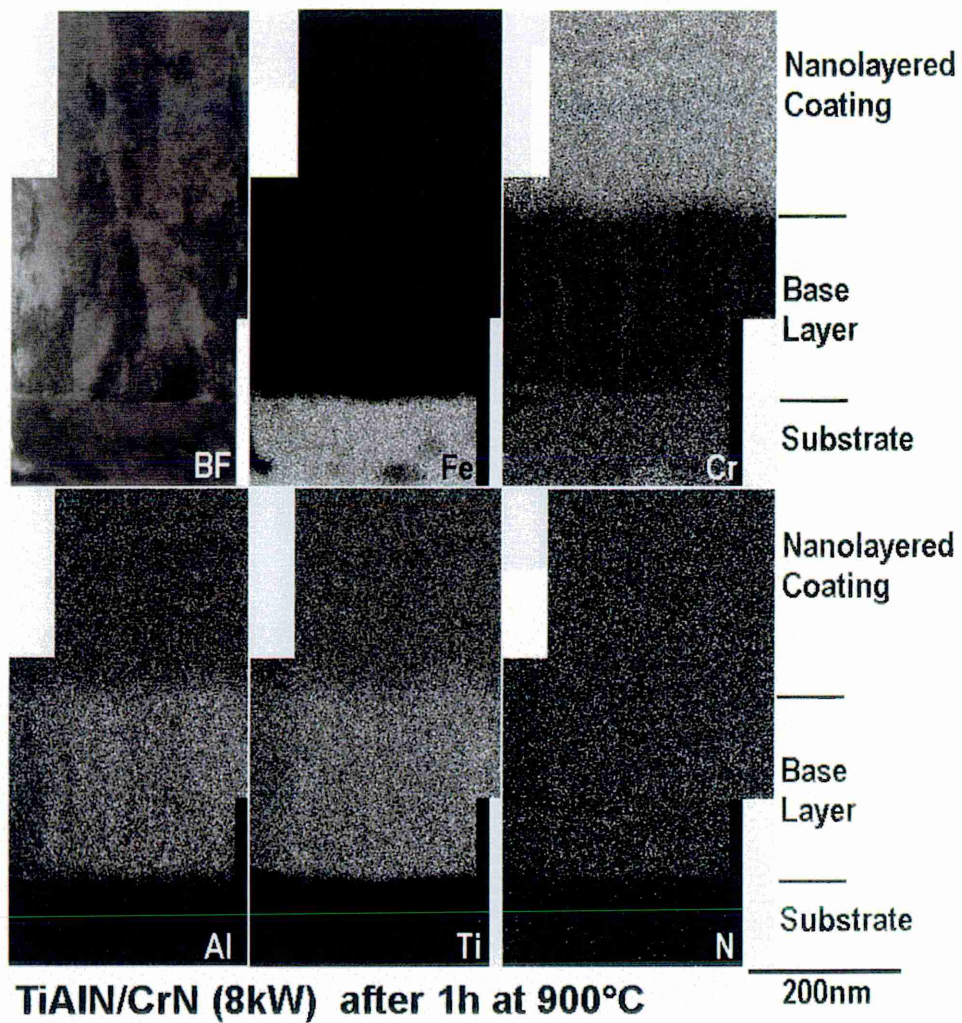 Nanolayered
Coating
Base
Layer
Substrate
BF
Fe
Cr
Nanolayered
Coating
Base
Layer
Substrate
Al
Ti
N
TiAlN/CrN (8kW) after 1h at 900°C
200nm